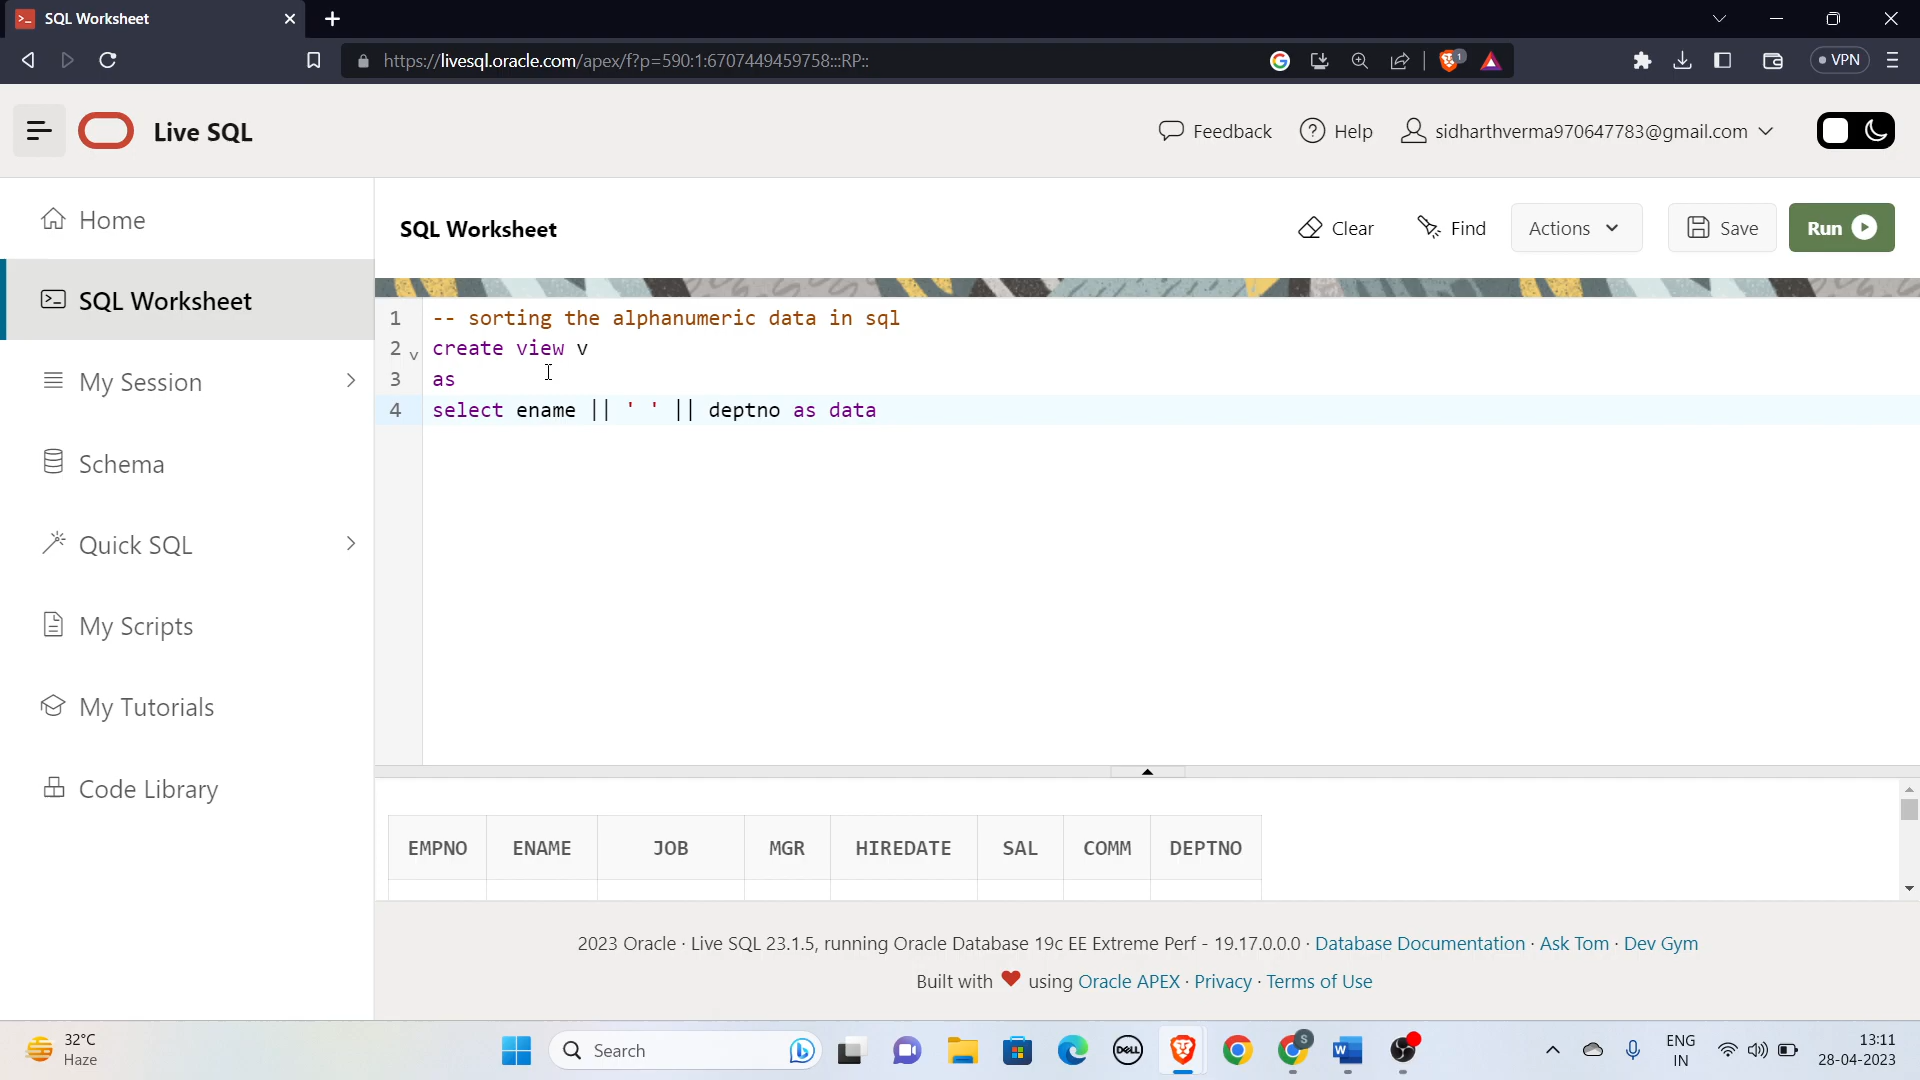 SQL Worksheet
https://livesql.oracle.com/apex/f?p=590:1:6707449459758:::RP::
1
VPN
Live SQL
Feedback
Help
sidharthverma970647783@gmail.com
Home
SQL Worksheet
My Session
Schema
Quick SQL
My Scripts
My Tutorials
Code Library
SQL Worksheet
Clear
Find
Actions
Save
Run
1 -- sorting the alphanumeric data in sql
2 create view v
3 as
4 select ename || ' ' || deptno as data
EMPNO ENAME JOB MGR HIREDATE SAL COMM DEPTNO
2023 Oracle · Live SQL 23.1.5, running Oracle Database 19c EE Extreme Perf - 19.17.0.0.0 · Database Documentation · Ask Tom · Dev Gym
Built with ❤ using Oracle APEX · Privacy · Terms of Use
32°C
Haze
Search
DELL
S
ENG
IN
13:11
28-04-2023